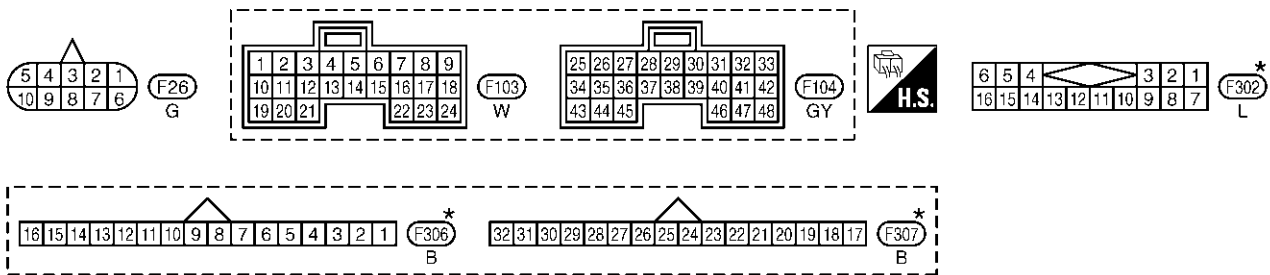 5 4 3 2 1
10 9 8 7 6
F26
G
1 2 3 4 5 6 7 8 9
10 11 12 13 14 15 16 17 18
19 20 21 22 23 24
F103
W
25 26 27 28 29 30 31 32 33
34 35 36 37 38 39 40 41 42
43 44 45 46 47 48
F104
GY
H.S.
6 5 4 3 2 1
16 15 14 13 12 11 10 9 8 7
*
F302
L
16 15 14 13 12 11 10 9 8 7 6 5 4 3 2 1
*
F306
B
32 31 30 29 28 27 26 25 24 23 22 21 20 19 18 17
*
F307
B